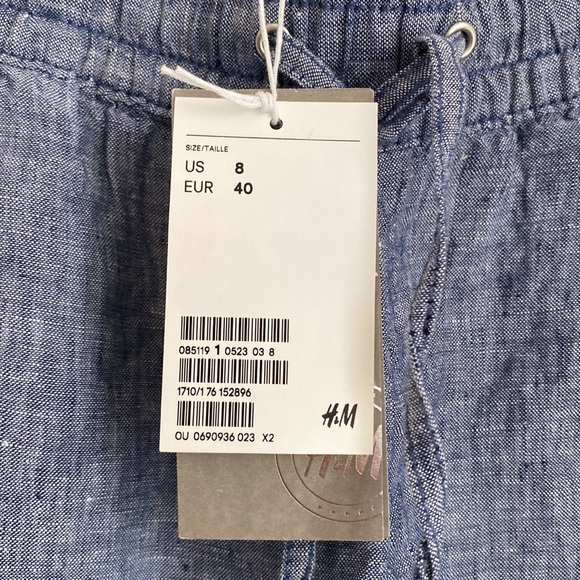 SIZE/TAILLE
US 8
EUR 40
085119 1 0523 03 8
1710/1 76 152896
H&M
OU 0690936 023 X2
H&M